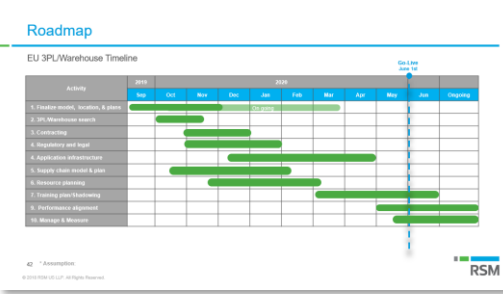 Roadmap
EU 3PL/Warehouse Timeline
Go-Live
June 1st
Activity 2019 2020
Sep Oct Nov Dec Jan Feb Mar Apr May Jun Ongoing
1. Finalize model, location, & plans On going
2. 3PL/Warehouse search
3. Contracting
4. Regulatory and legal
4. Application infrastructure
5. Supply chain model & plan
6. Resource planning
7. Training plan/Shadowing
9. Performance alignment
10. Manage & Measure
42 * Assumption:
© 2019 RSM US LLP. All Rights Reserved.
RSM